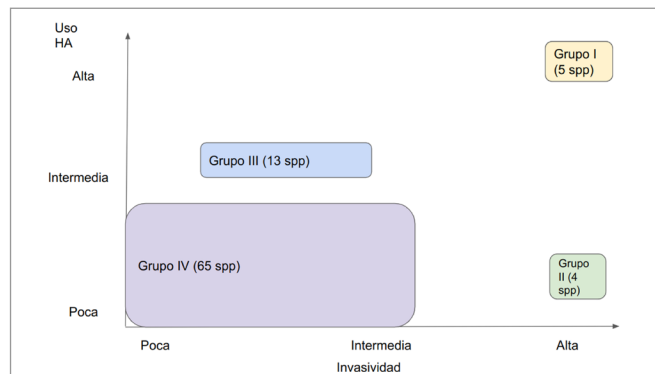 Uso
HA
Alta
Grupo I
(5 spp)
Grupo III (13 spp)
Intermedia
Grupo IV (65 spp)
Grupo
II (4
spp)
Poca
Poca
Intermedia
Alta
Invasividad